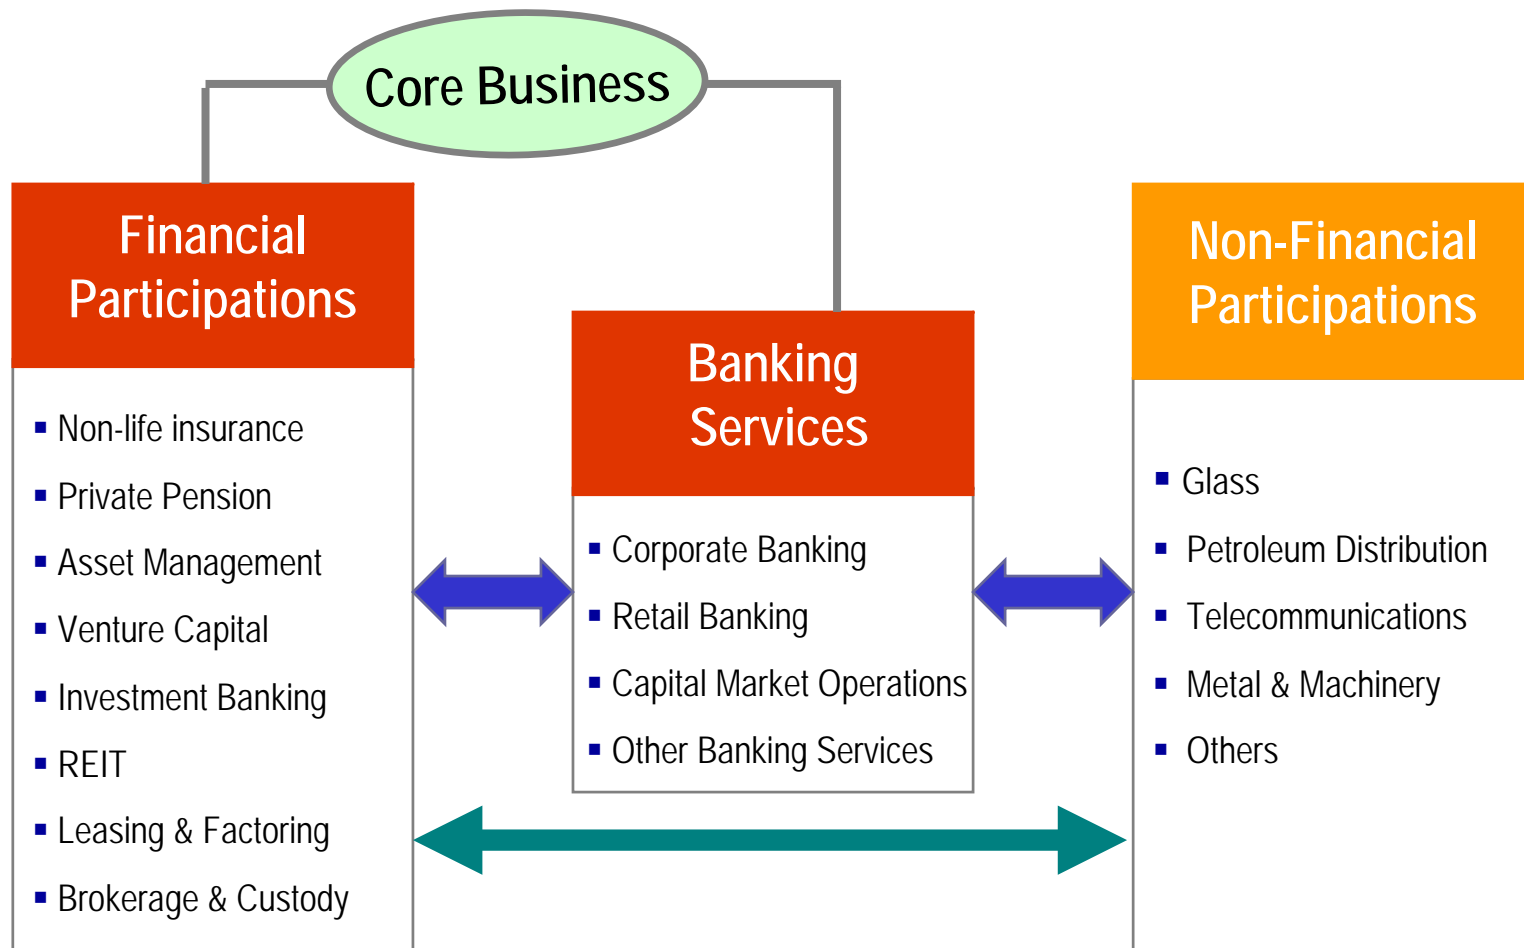 Core Business
Financial
Participations
Non-life insurance
Private Pension
Asset Management
Venture Capital
Investment Banking
REIT
Leasing & Factoring
Brokerage & Custody
Banking
Services
Corporate Banking
Retail Banking
Capital Market Operations
Other Banking Services
Non-Financial
Participations
Glass
Petroleum Distribution
Telecommunications
Metal & Machinery
Others